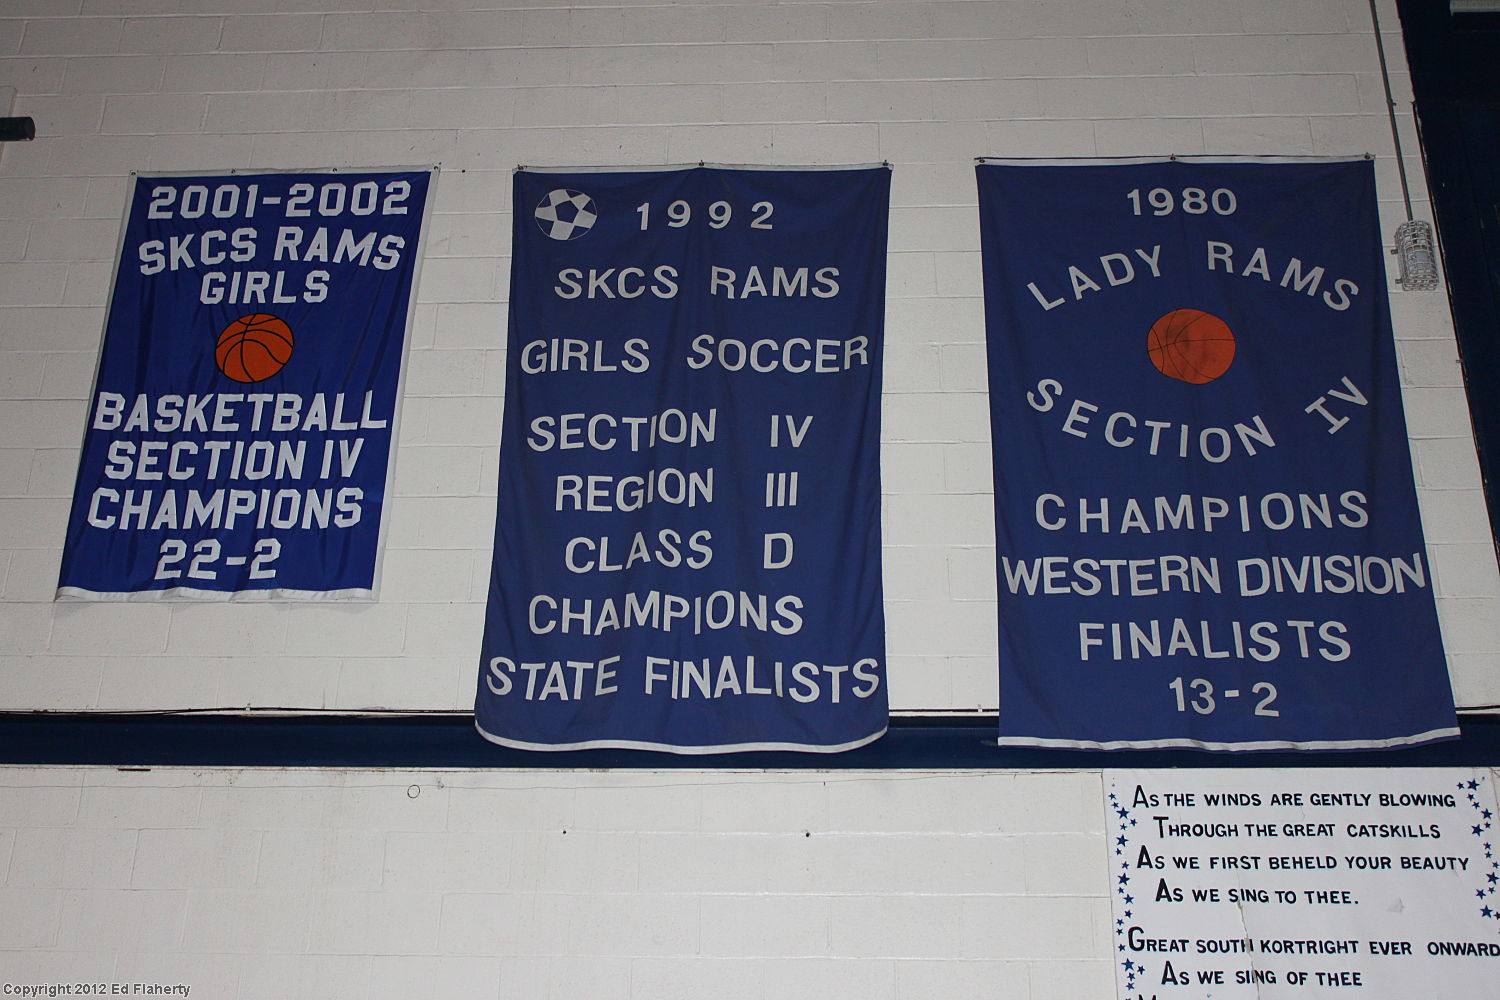 2001-2002
SKCS RAMS
GIRLS
BASKETBALL
SECTION IV
CHAMPIONS
22-2
1992
SKCS RAMS
GIRLS SOCCER
SECTION IV
REGION III
CLASS D
CHAMPIONS
STATE FINALISTS
1980
LADY RAMS
SECTION IV
CHAMPIONS
WESTERN DIVISION
FINALISTS
13-2
AS THE WINDS ARE GENTLY BLOWING
THROUGH THE GREAT CATSKILLS
AS WE FIRST BEHELD YOUR BEAUTY
AS WE SING TO THEE.
GREAT SOUTH KORTRIGHT EVER ONWARD
AS WE SING OF THEE
Copyright 2012 Ed Flaherty